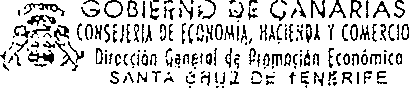 GOBIERNO DE CANARIAS
CONSEJERIA DE ECONOMIA, HACIENDA Y COMERCIO
Dirección General de Promoción Económica
SANTA CRUZ DE TENERIFE